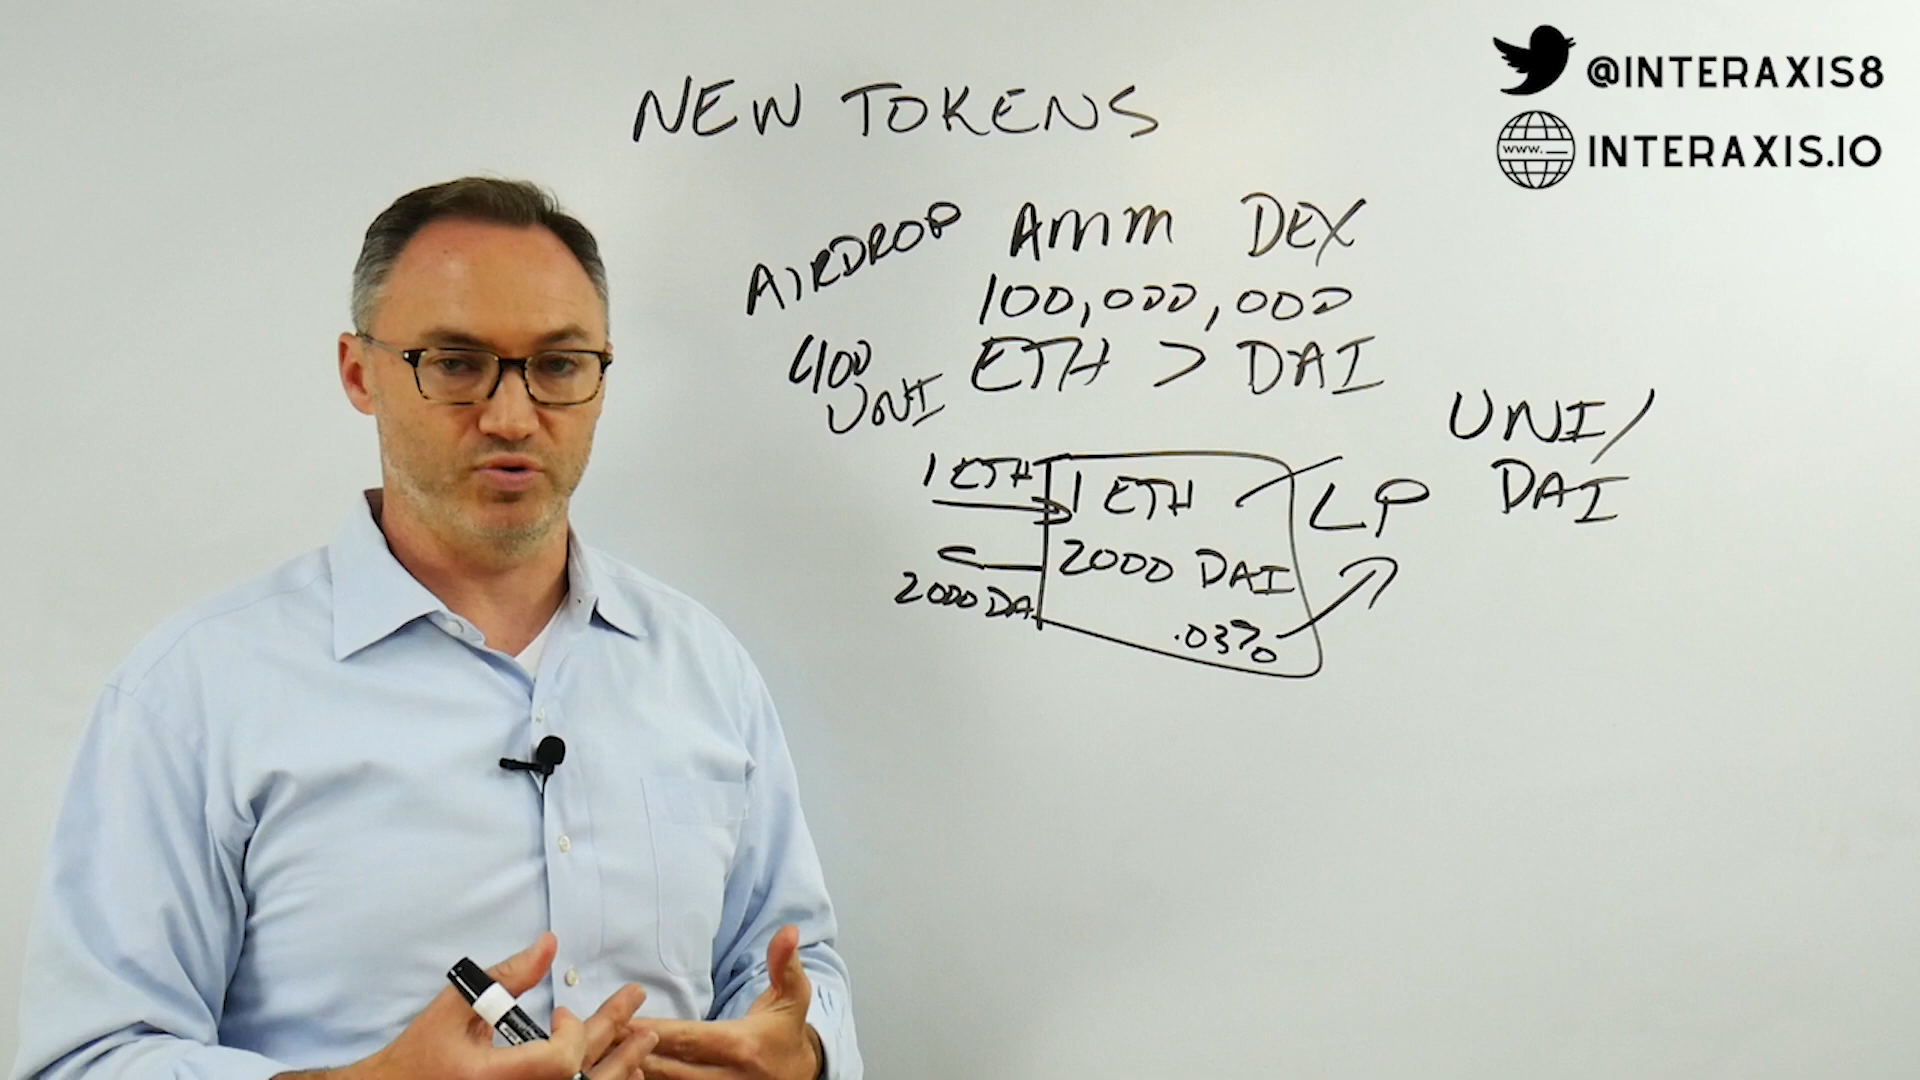 @INTERAXIS8
www.
INTERAXIS.IO
NEW TOKENS
AIRDROP AMM DEX
100,000,000
400 UNI ETH > DAI
UNI/
DAI
1 ETH 1 ETH LP
2000 DAI
2000 DA
.03%